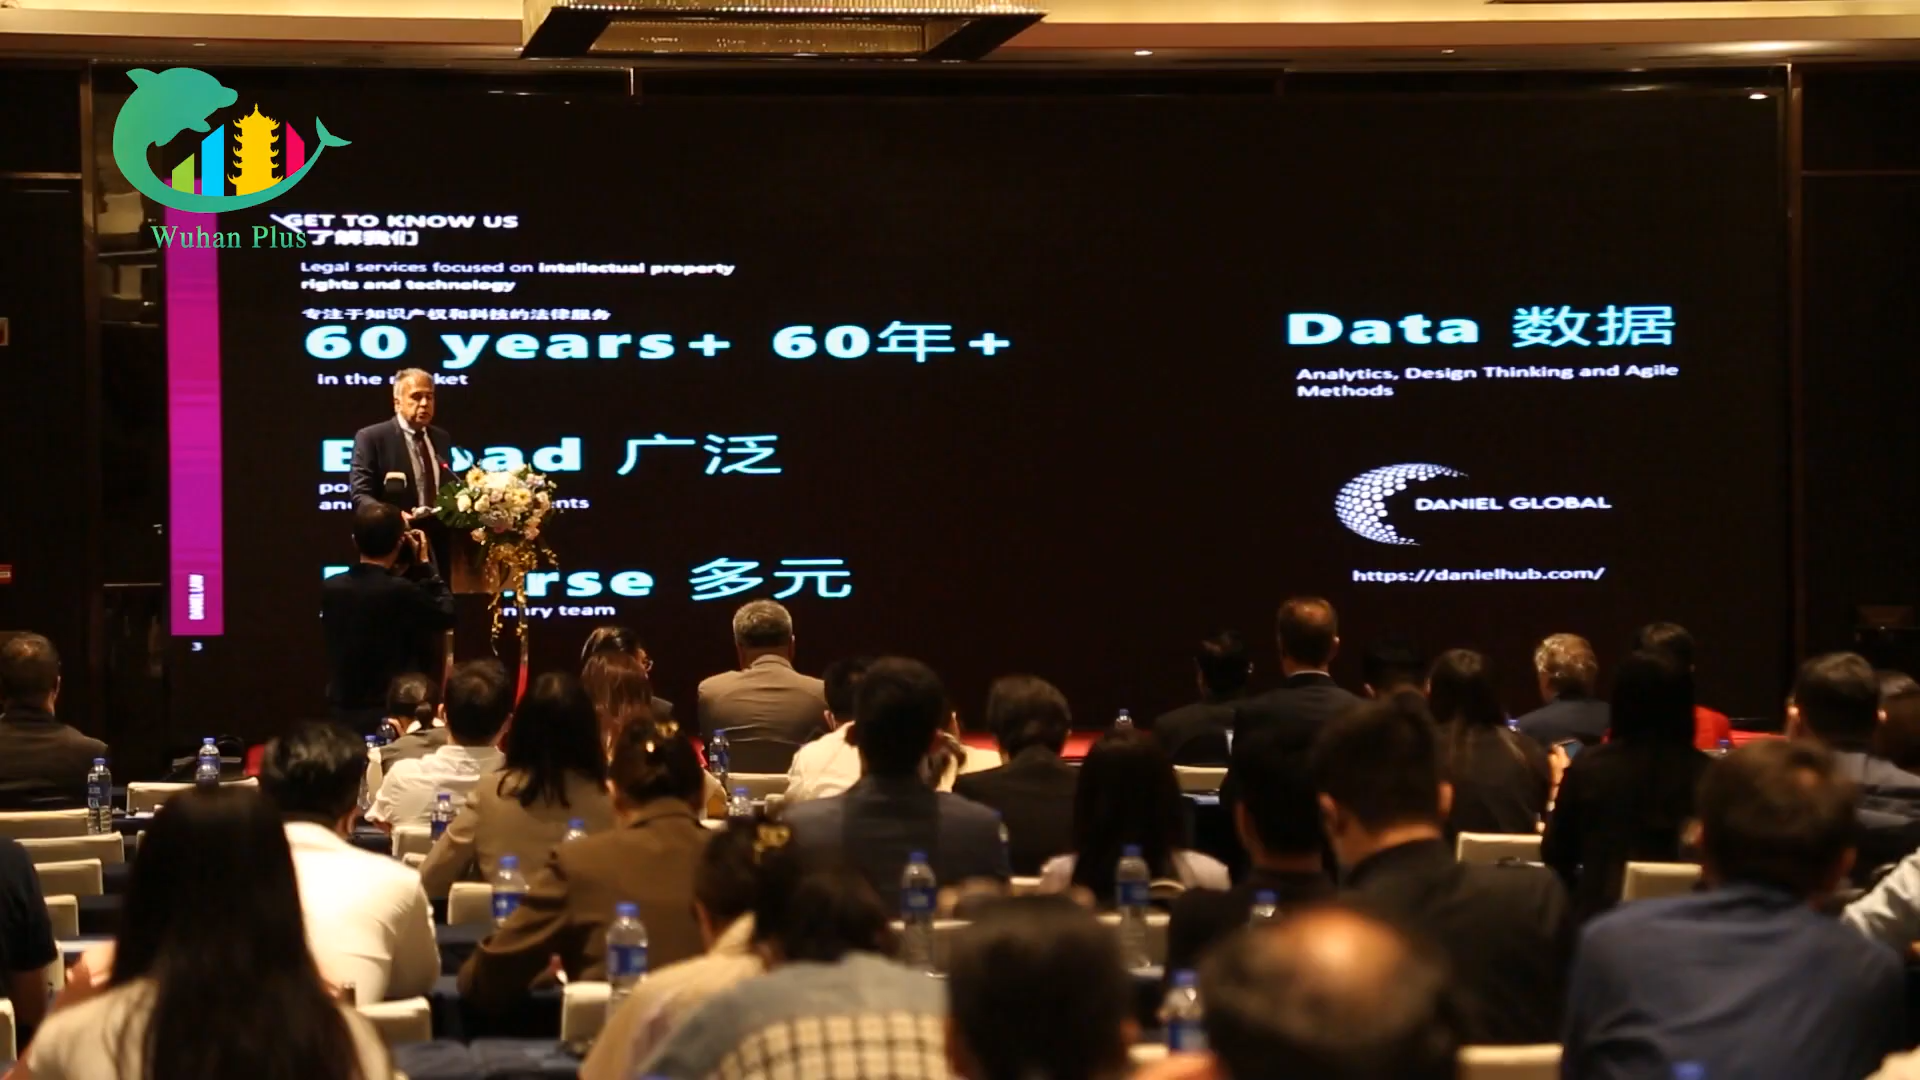 Wuhan Plus
GET TO KNOW US
了解我们
Legal services focused on intellectual property
rights and technology
专注于知识产权和科技的法律服务
60 years+ 60年+
in the
广泛
多元
team
Data 数据
Analytics, Design Thinking and Agile
Methods
DANIEL GLOBAL
https://danielhub.com/
DANIEL LAW
3